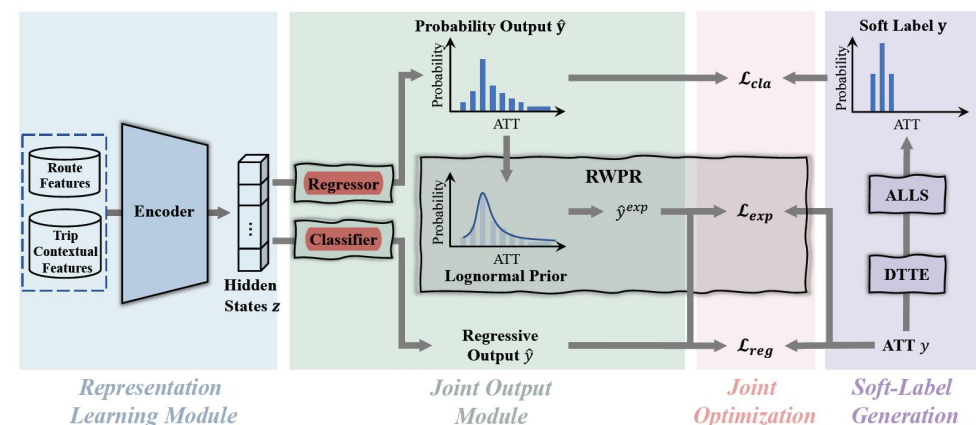 Probability Output ŷ
Soft Label y
Probability
ATT
ℒcla
Probability
ATT
Route
Features
Trip
Contextual
Features
Encoder
...
Hidden
States z
Regressor
Classifier
RWPR
Probability
ATT
Lognormal Prior
ŷexp
ℒexp
ALLS
DTTE
Regressive
Output ŷ
ℒreg
ATT y
Representation
Learning Module
Joint Output
Module
Joint
Optimization
Soft-Label
Generation